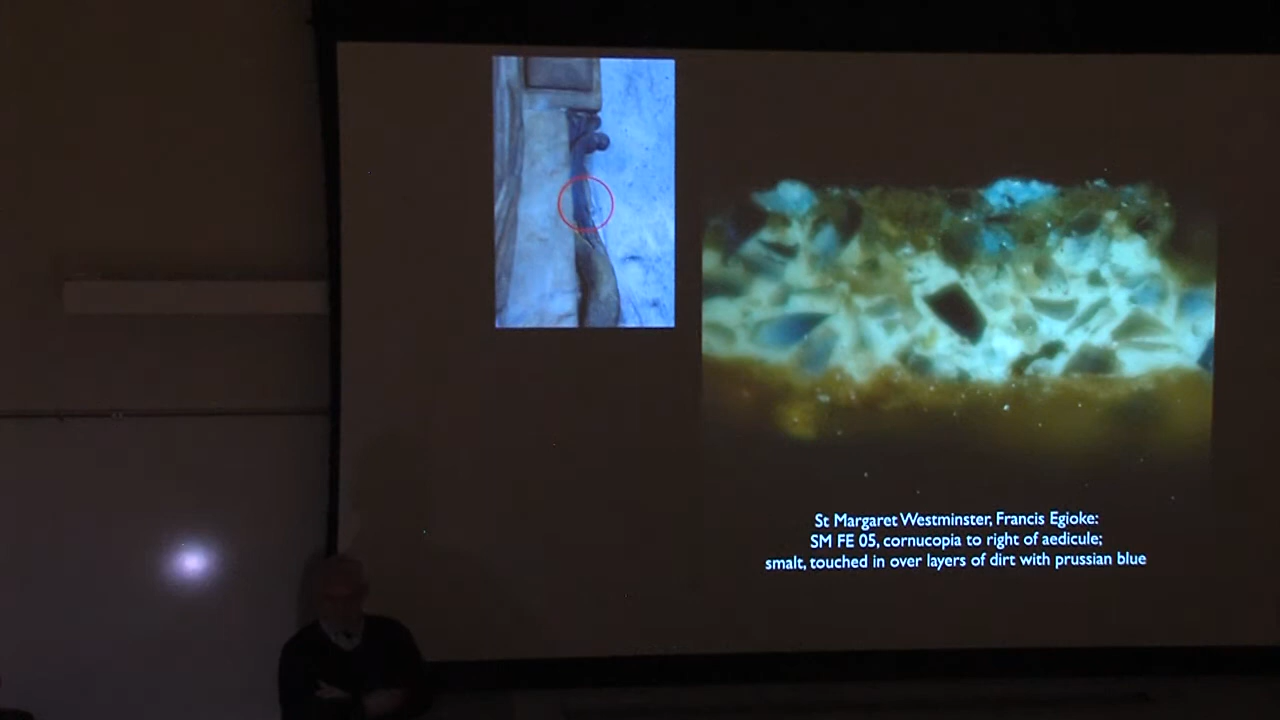 St Margaret Westminster, Francis Egioke:
SM FE 05, cornucopia to right of aedicule;
smalt, touched in over layers of dirt with prussian blue